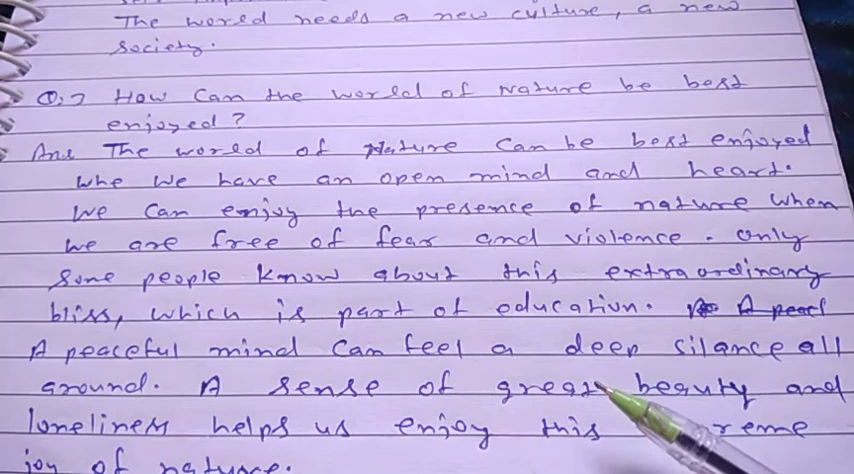 The world needs a new culture, a new
society.
Q.7 How can the world of Nature be best
enjoyed?
Ans The world of Nature can be best enjoyed
whe we have an open mind and heart.
we can enjoy the presence of nature when
we are free of fear and violence. only
some people know about this extraordinary
bliss, which is part of education. A peacf
A peaceful mind can feel a deep silance all
around. A sense of great beauty and
loneliness helps us enjoy this
joy of nature.